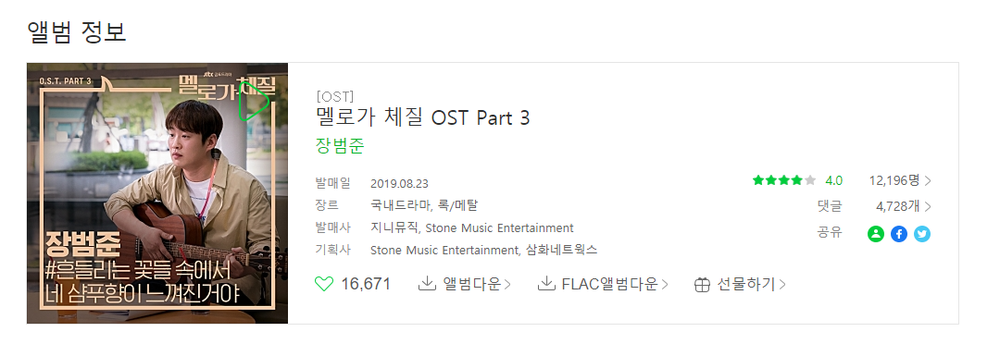 앨범 정보
O.S.T. PART 3
jtbc 금토드라마
멜로가 체질
장범준
#흔들리는 꽃들 속에서
네 샴푸향이 느껴진거야
[OST]
멜로가 체질 OST Part 3
장범준
발매일 2019.08.23
장르 국내드라마, 록/메탈
발매사 지니뮤직, Stone Music Entertainment
기획사 Stone Music Entertainment, 삼화네트웍스
4.0 12,196명
댓글 4,728개
공유
16,671 앨범다운 FLAC앨범다운 선물하기